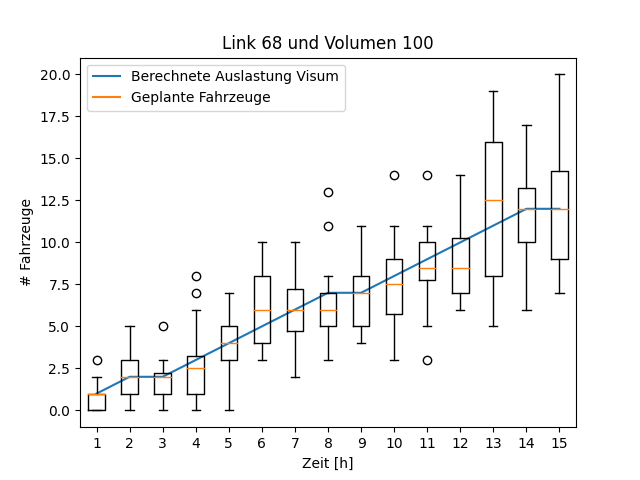 Link 68 und Volumen 100
Berechnete Auslastung Visum
Geplante Fahrzeuge
# Fahrzeuge
20.0
17.5
15.0
12.5
10.0
7.5
5.0
2.5
0.0
1 2 3 4 5 6 7 8 9 10 11 12 13 14 15
Zeit [h]